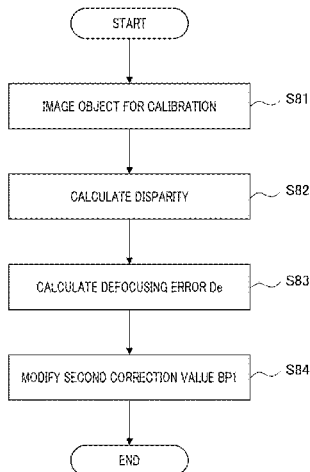 START
IMAGE OBJECT FOR CALIBRATION
S81
CALCULATE DISPARITY
S82
CALCULATE DEFOCUSING ERROR De
S83
MODIFY SECOND CORRECTION VALUE BP1
S84
END